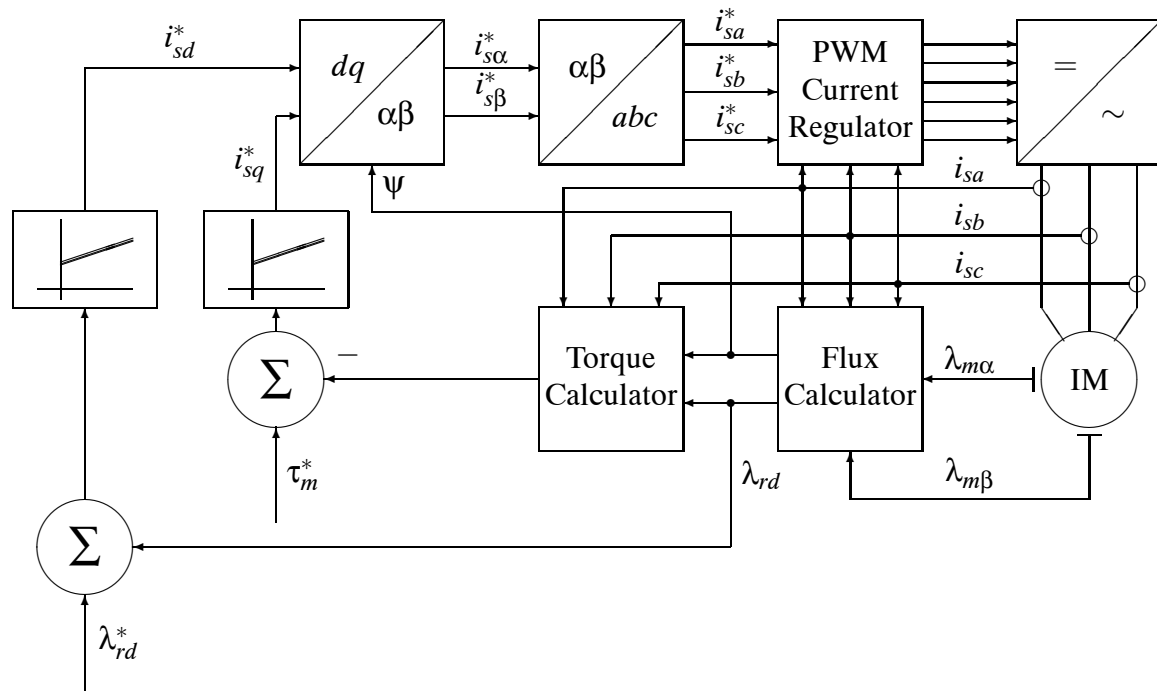 i*sd
i*sq
dq
αβ
i*sα
i*sβ
αβ
abc
i*sa
i*sb
i*sc
PWM
Current
Regulator
=
~
ψ
isa
isb
isc
Σ
−
Torque
Calculator
Flux
Calculator
λmα
IM
τ*m
λrd
λmβ
Σ
λ*rd